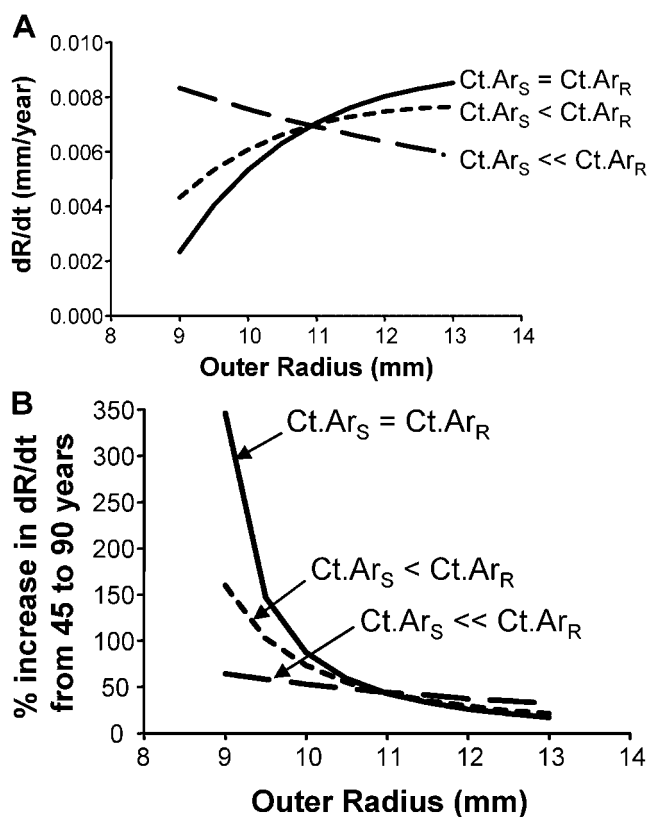 A
dR/dt (mm/year)
0.010
0.008
0.006
0.004
0.002
0.000
8 9 10 11 12 13 14
Outer Radius (mm)
Ct.ArS = Ct.ArR
Ct.ArS < Ct.ArR
Ct.ArS << Ct.ArR
B
% increase in dR/dt
from 45 to 90 years
350
300
250
200
150
100
50
0
8 9 10 11 12 13 14
Outer Radius (mm)
Ct.ArS = Ct.ArR
Ct.ArS < Ct.ArR
Ct.ArS << Ct.ArR